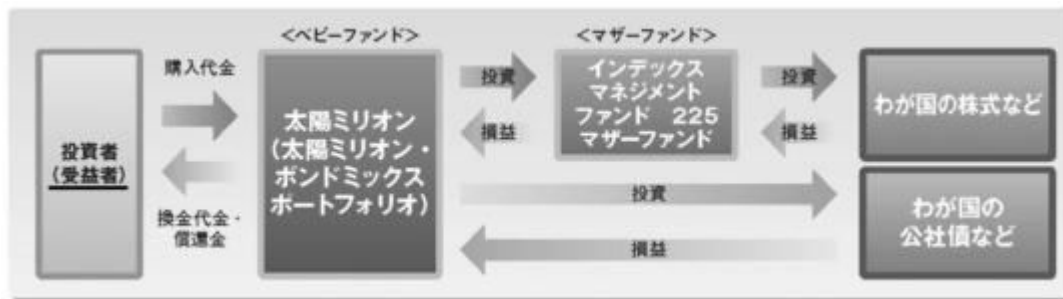 <ベビーファンド>
<マザーファンド>
購入代金
投資者
(受益者)
換金代金・
償還金
太陽ミリオン
(太陽ミリオン・
ボンドミックス
ポートフォリオ)
投資
損益
インデックス
マネジメント
ファンド 225
マザーファンド
投資
損益
わが国の株式など
投資
損益
わが国の
公社債など